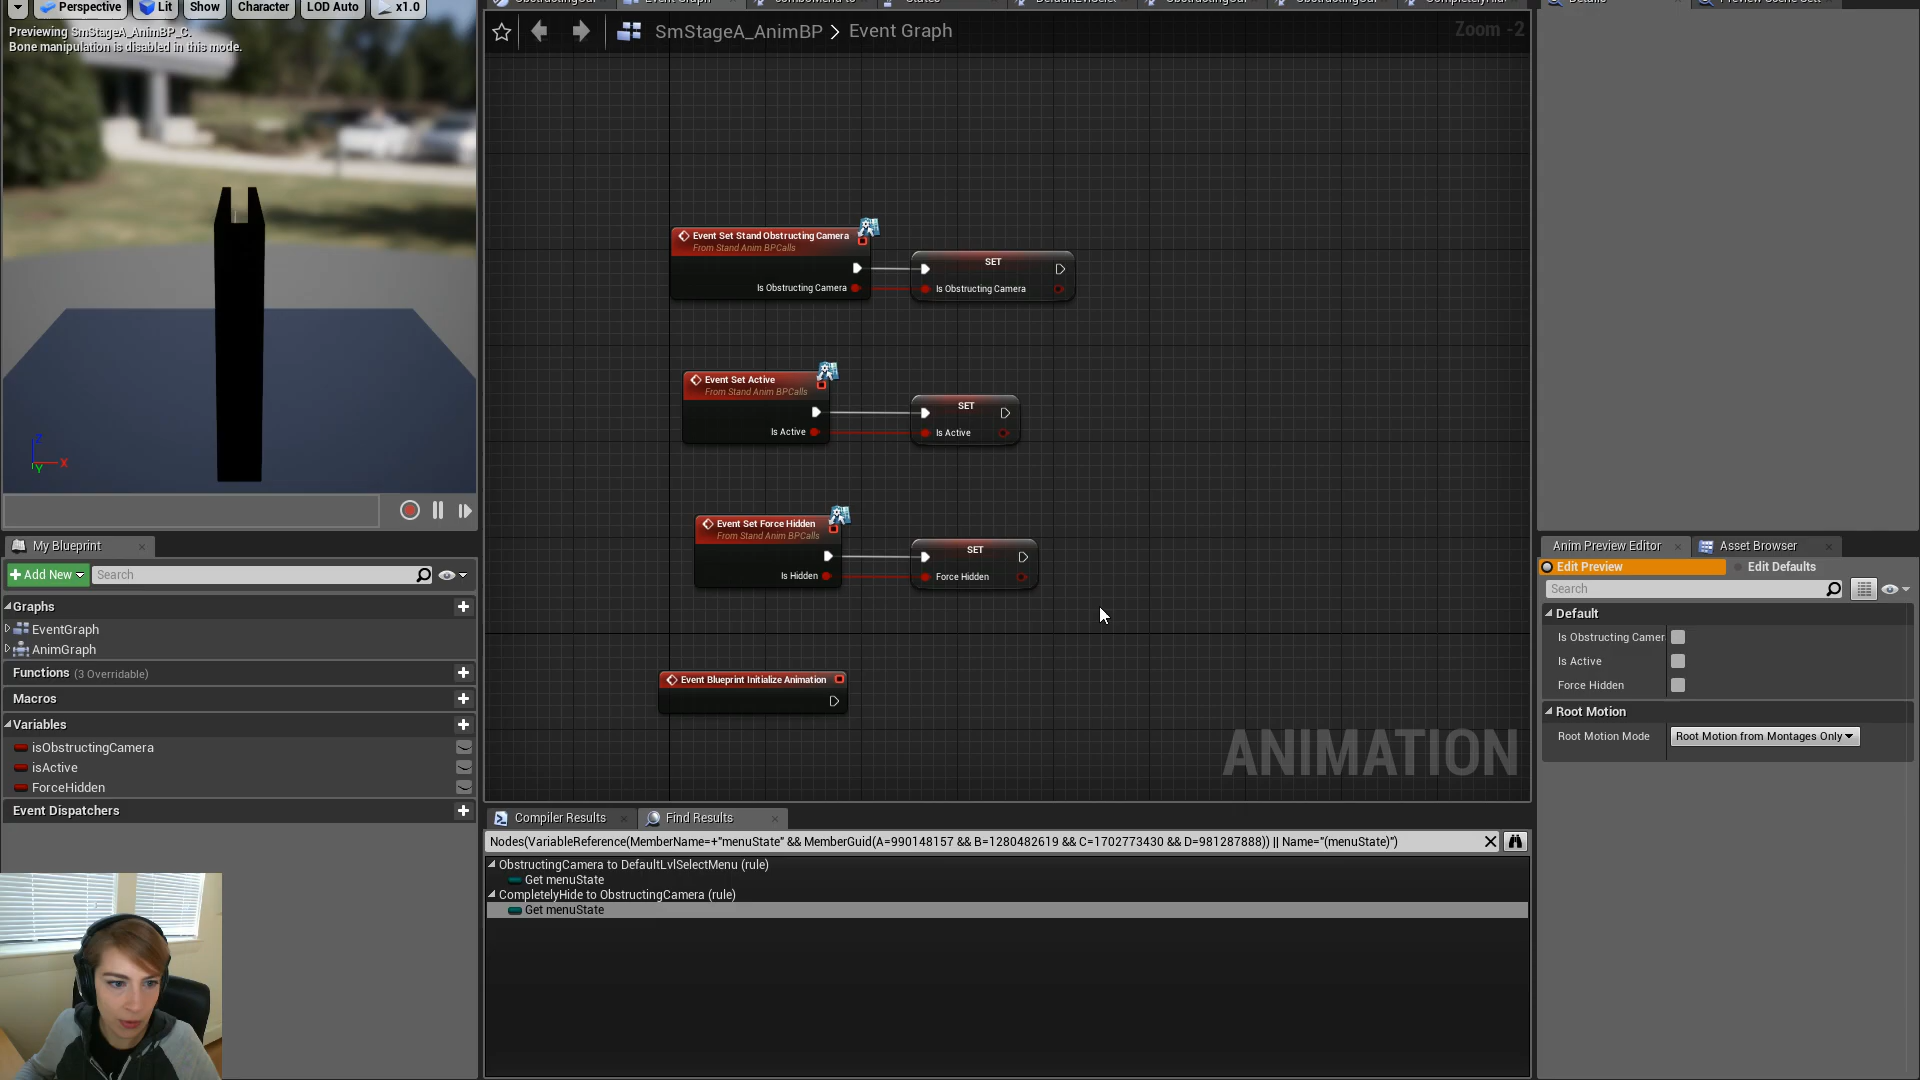 Perspective
Lit
Show
Character
LOD Auto
x1.0
Previewing SmStageA_AnimBP_C.
Bone manipulation is disabled in this mode.
Z
X
Y
SmStageA_AnimBP > Event Graph
Zoom -2
Event Set Stand Obstructing Camera
From Stand Anim BPCalls
Is Obstructing Camera
SET
Is Obstructing Camera
Event Set Active
From Stand Anim BPCalls
Is Active
SET
Is Active
Event Set Force Hidden
From Stand Anim BPCalls
Is Hidden
SET
Force Hidden
Event Blueprint Initialize Animation
ANIMATION
My Blueprint
Add New
Search
Graphs
EventGraph
AnimGraph
Functions (3 Overridable)
Macros
Variables
isObstructingCamera
isActive
ForceHidden
Event Dispatchers
Compiler Results
Find Results
Nodes(VariableReference(MemberName=+"menuState" && MemberGuid(A=990148157 && B=1280482619 && C=1702773430 && D=981287888)) || Name="(menuState)")
ObstructingCamera to DefaultLvlSelectMenu (rule)
Get menuState
CompletelyHide to ObstructingCamera (rule)
Get menuState
Anim Preview Editor
Asset Browser
Edit Preview
Edit Defaults
Search
Default
Is Obstructing Camer
Is Active
Force Hidden
Root Motion
Root Motion Mode
Root Motion from Montages Only